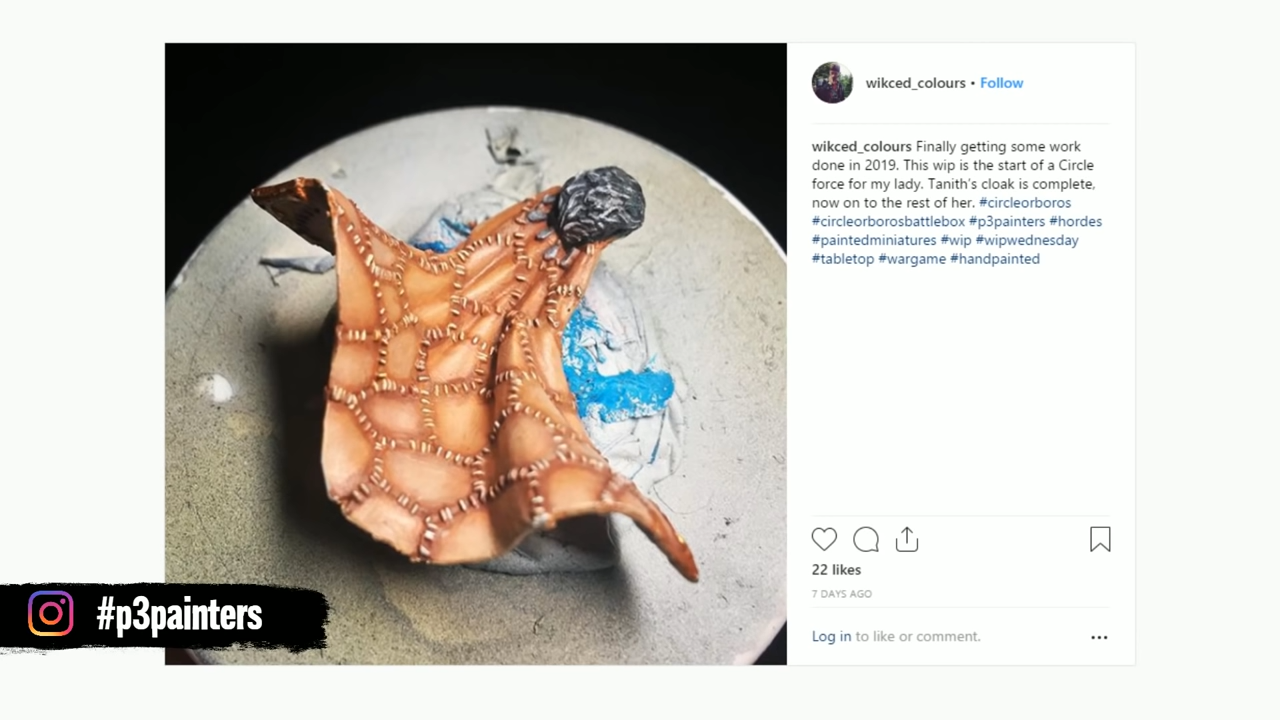 wikced_colours • Follow
wikced_colours Finally getting some work
done in 2019. This wip is the start of a Circle
force for my lady. Tanith's cloak is complete,
now on to the rest of her. #circleorboros
#circleorborosbattlebox #p3painters #hordes
#paintedminiatures #wip #wipwednesday
#tabletop #wargame #handpainted
22 likes
7 DAYS AGO
Log in to like or comment.
#p3painters